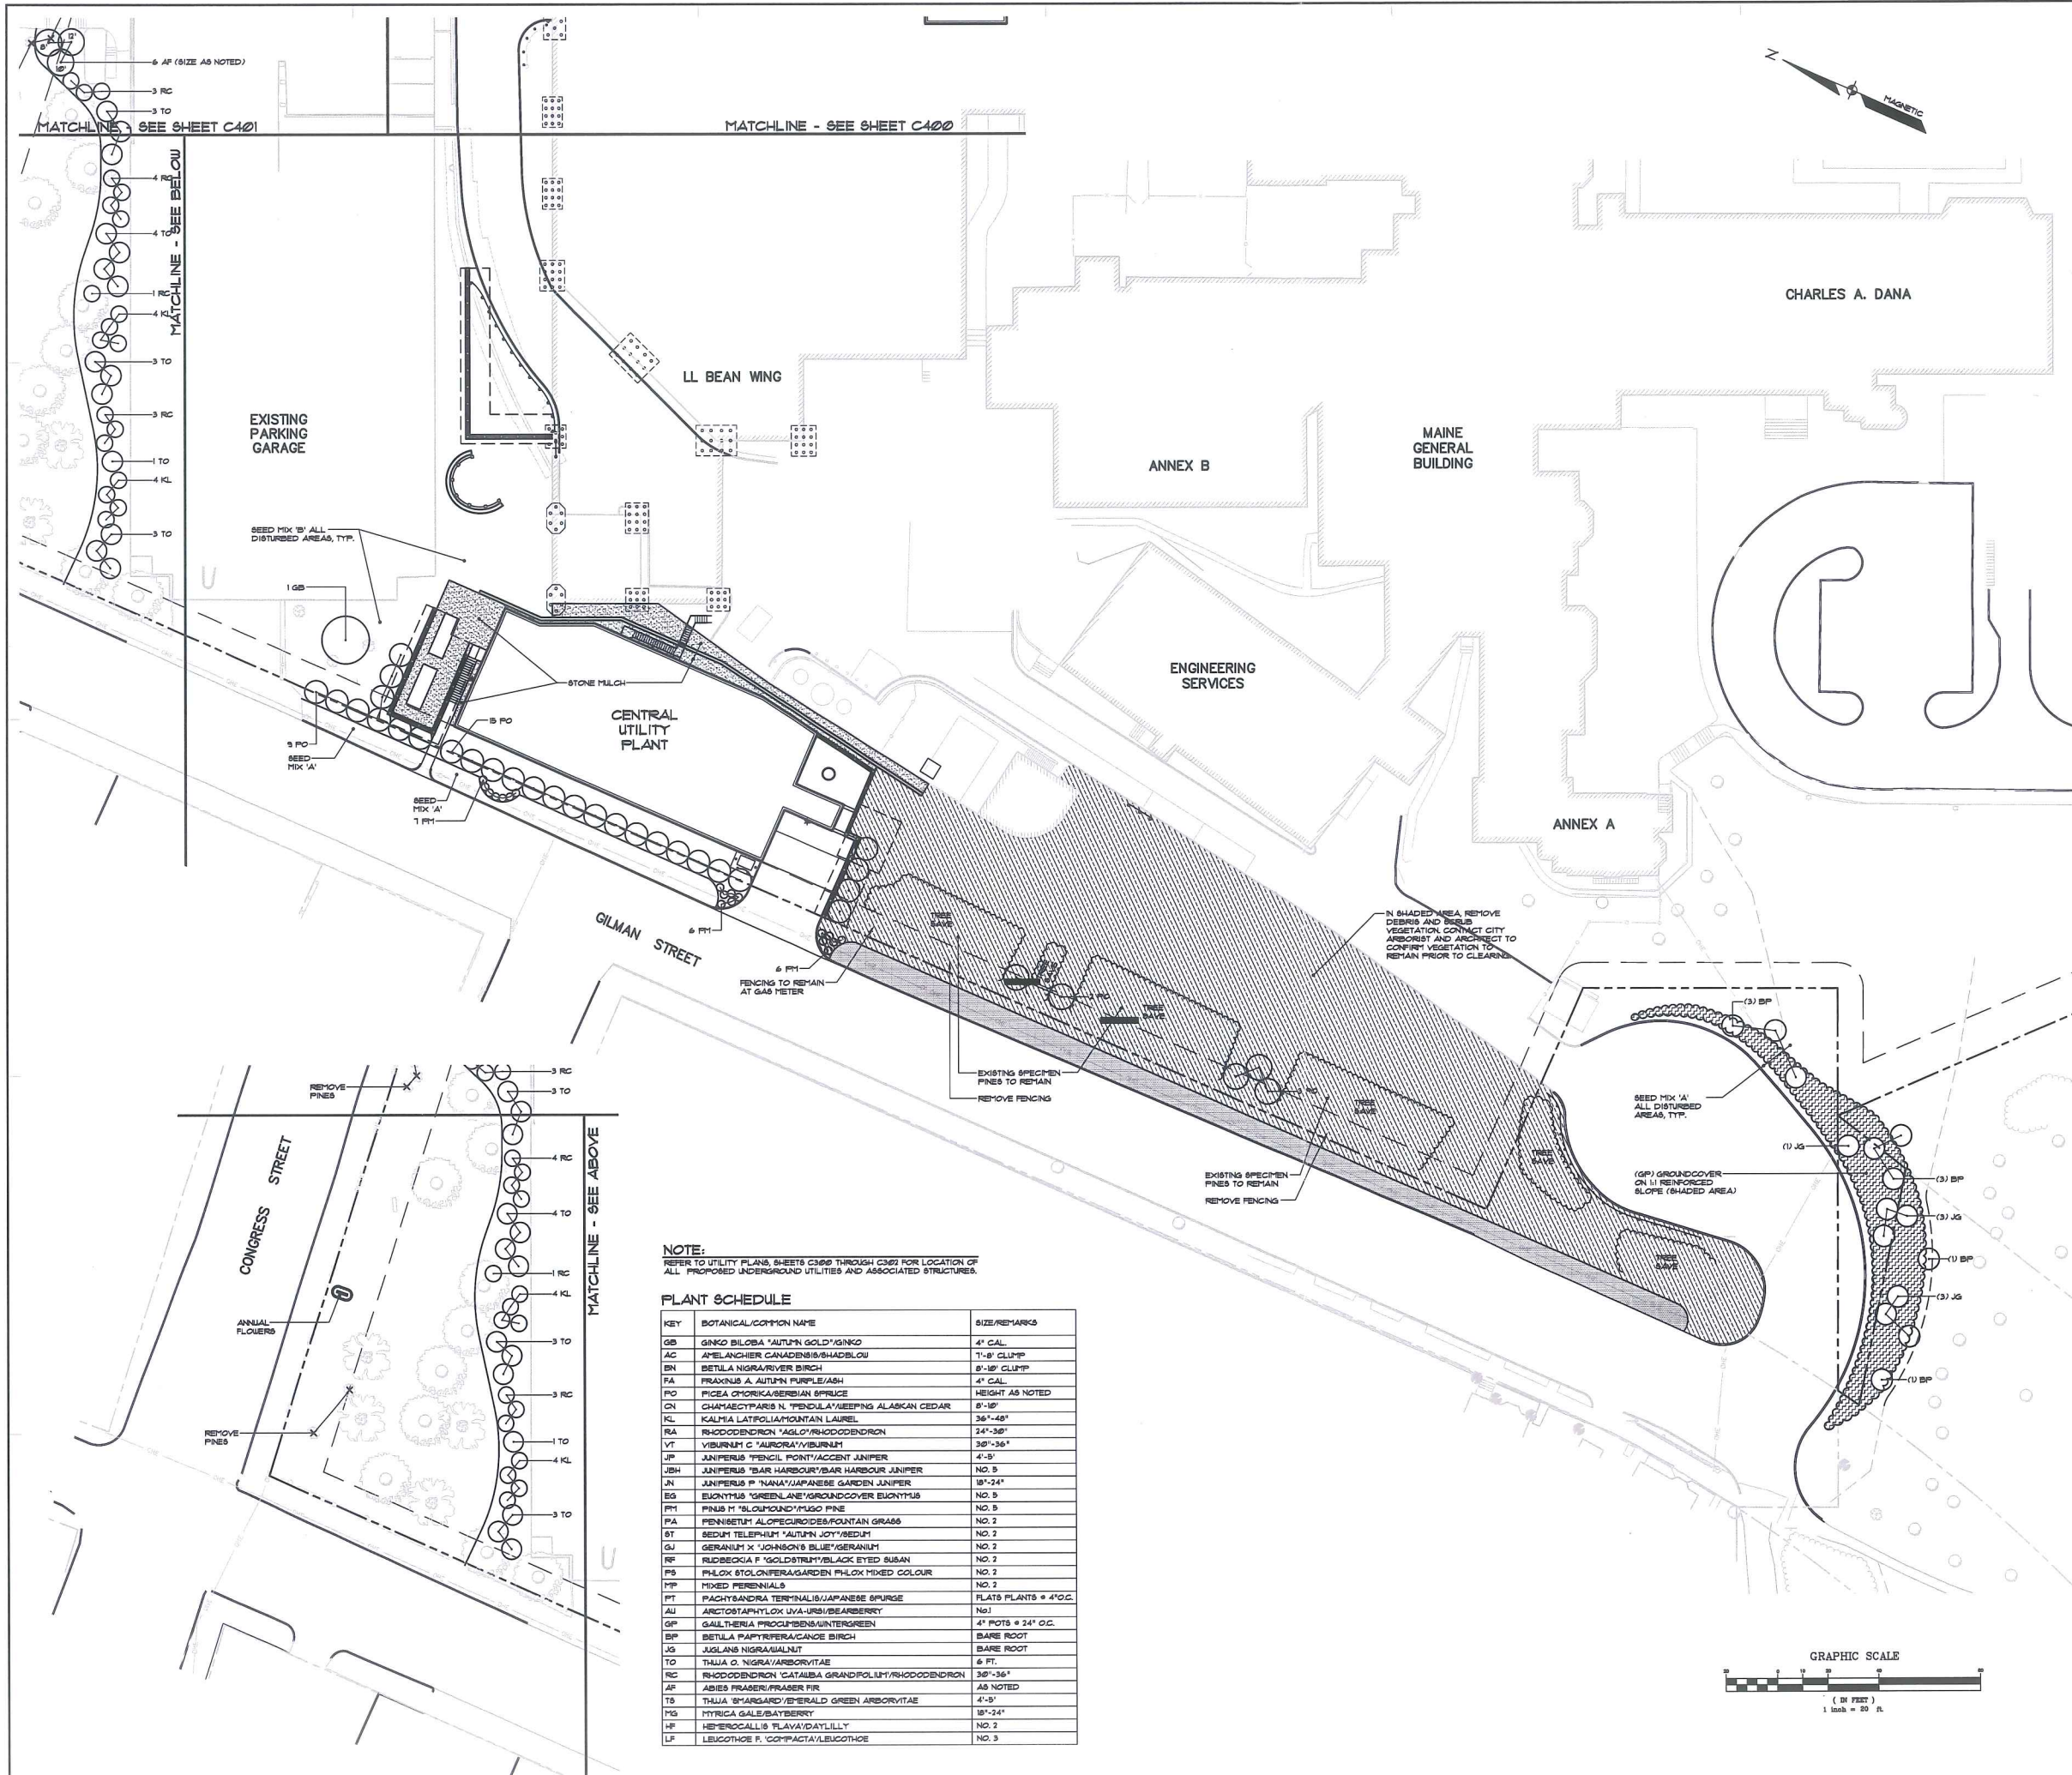 8'
12'
10'
6 AF (SIZE AS NOTED)
3 RC
3 TO
MATCHLINE - SEE SHEET C401
MATCHLINE - SEE SHEET C400
N
MAGNETIC
MATCHLINE - SEE BELOW
4 RC
4 TO
1 RC
4 KL
3 TO
3 RC
1 TO
4 KL
3 TO
EXISTING
PARKING
GARAGE
LL BEAN WING
CHARLES A. DANA
MAINE
GENERAL
BUILDING
ANNEX B
SEED MIX 'B' ALL
DISTURBED AREAS, TYP.
1 GB
STONE MULCH
ENGINEERING
SERVICES
CENTRAL
UTILITY
PLANT
15 PO
SEED
MIX 'A'
SEED
MIX 'A'
7 PM
ANNEX A
GILMAN STREET
6 PM
6 PM
FENCING TO REMAIN
AT GAS METER
TREE
SAVE
TREE
SAVE
TREE
SAVE
TREE
SAVE
TREE
SAVE
IN SHADED AREA, REMOVE
DEBRIS AND SCRUB
VEGETATION. CONTACT CITY
ARBORIST AND ARCHITECT TO
CONFIRM VEGETATION TO
REMAIN PRIOR TO CLEARING.
EXISTING SPECIMEN
PINES TO REMAIN
REMOVE FENCING
EXISTING SPECIMEN
PINES TO REMAIN
REMOVE FENCING
(3) BP
SEED MIX 'A'
ALL DISTURBED
AREAS, TYP.
(1) JG
(GP) GROUNDCOVER
ON 1:1 REINFORCED
SLOPE (SHADED AREA)
(3) BP
(3) JG
(1) BP
(3) JG
(1) BP
REMOVE
PINES
CONGRESS STREET
ANNUAL
FLOWERS
REMOVE
PINES
3 RC
3 TO
4 RC
4 TO
1 RC
4 KL
3 TO
3 RC
1 TO
4 KL
3 TO
MATCHLINE - SEE ABOVE
NOTE:
REFER TO UTILITY PLANS, SHEETS C300 THROUGH C302 FOR LOCATION OF
ALL PROPOSED UNDERGROUND UTILITIES AND ASSOCIATED STRUCTURES.
PLANT SCHEDULE
KEY BOTANICAL/COMMON NAME SIZE/REMARKS
GB GINKO BILOBA "AUTUMN GOLD"/GINKO 4" CAL.
AC AMELANCHIER CANADENSIS/SHADBLOW 7'-8' CLUMP
BN BETULA NIGRA/RIVER BIRCH 8'-10' CLUMP
FA FRAXINUS A. AUTUMN PURPLE/ASH 4" CAL.
PO PICEA OMORIKA/SERBIAN SPRUCE HEIGHT AS NOTED
CN CHAMAECYPARIS N. "PENDULA"/WEEPING ALASKAN CEDAR 8'-10'
KL KALMIA LATIFOLIA/MOUNTAIN LAUREL 36"-48"
RA RHODODENDRON "AGLO"/RHODODENDRON 24"-30"
VT VIBURNUM C "AURORA"/VIBURNUM 30"-36"
JP JUNIPERUS "PENCIL POINT"/ACCENT JUNIPER 4'-5'
JBH JUNIPERUS "BAR HARBOUR"/BAR HARBOUR JUNIPER NO. 5
JN JUNIPERUS P 'NANA'/JAPANESE GARDEN JUNIPER 18"-24"
EG EUONYMUS "GREENLANE"/GROUNDCOVER EUONYMUS NO. 5
PM PINUS M "SLOWMOUND"/MUGO PINE NO. 5
PA PENNISETUM ALOPECUROIDES/FOUNTAIN GRASS NO. 2
ST SEDUM TELEPHIUM "AUTUMN JOY"/SEDUM NO. 2
GJ GERANIUM X "JOHNSON'S BLUE"/GERANIUM NO. 2
RF RUDBECKIA F "GOLDSTRUM"/BLACK EYED SUSAN NO. 2
PS PHLOX STOLONIFERA/GARDEN PHLOX MIXED COLOUR NO. 2
MP MIXED PERENNIALS NO. 2
PT PACHYSANDRA TERMINALIS/JAPANESE SPURGE FLATS PLANTS @ 4"O.C.
AU ARCTOSTAPHYLOX UVA-URSI/BEARBERRY No.1
GP GAULTHERIA PROCUMBENS/WINTERGREEN 4" POTS @ 24" O.C.
BP BETULA PAPYRIFERA/CANOE BIRCH BARE ROOT
JG JUGLANS NIGRA/WALNUT BARE ROOT
TO THUJA O. 'NIGRA'/ARBORVITAE 6 FT.
RC RHODODENDRON 'CATAWBA GRANDIFOLIUM'/RHODODENDRON 30"-36"
AF ABIES FRASERI/FRASER FIR AS NOTED
TS THUJA 'SMARGARD'/EMERALD GREEN ARBORVITAE 4'-5'
MG MYRICA GALE/BAYBERRY 18"-24"
HF HEMEROCALLIS 'FLAVA'/DAYLILLY NO. 2
LF LEUCOTHOE F. 'COMPACTA'/LEUCOTHOE NO. 3
GRAPHIC SCALE
20 0 10 20 40 80
( IN FEET )
1 inch = 20 ft.